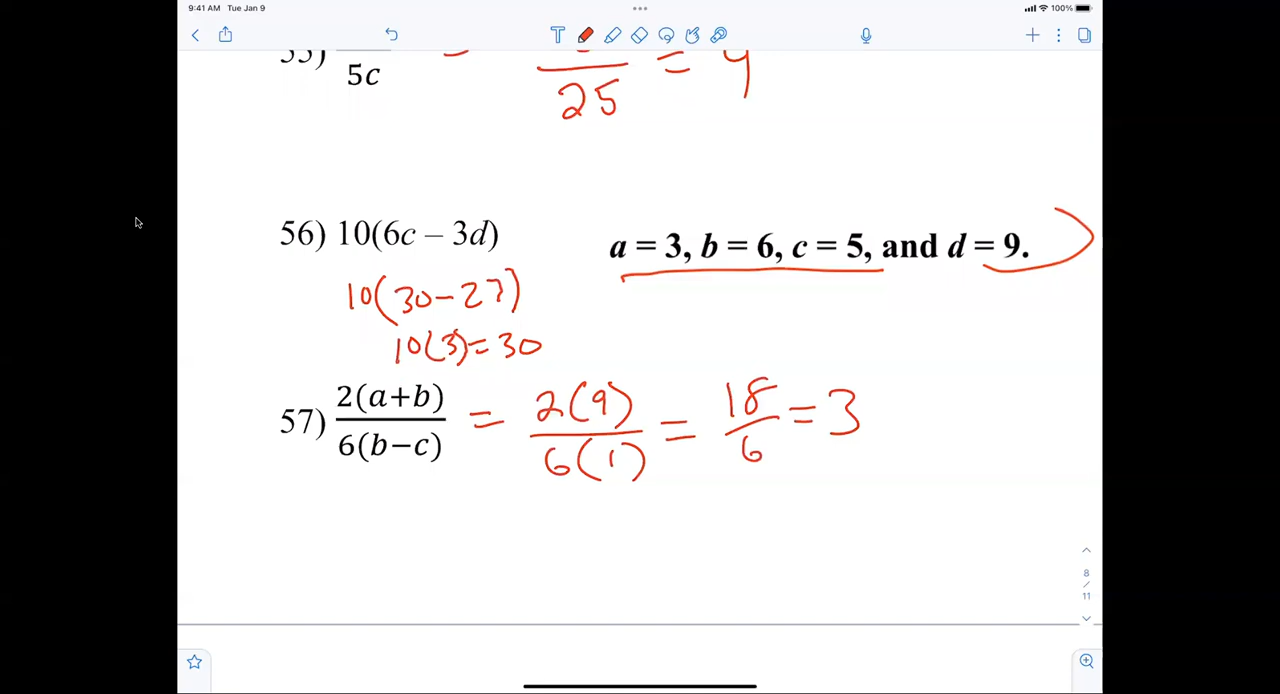 9:41 AM Tue Jan 9
100%
5c
25
= 4
56) 10(6c – 3d)
a = 3, b = 6, c = 5, and d = 9.
10(30-27)
10(3)=30
57) 2(a+b)/6(b−c) = 2(9)/6(1) = 18/6 = 3
8
/
11